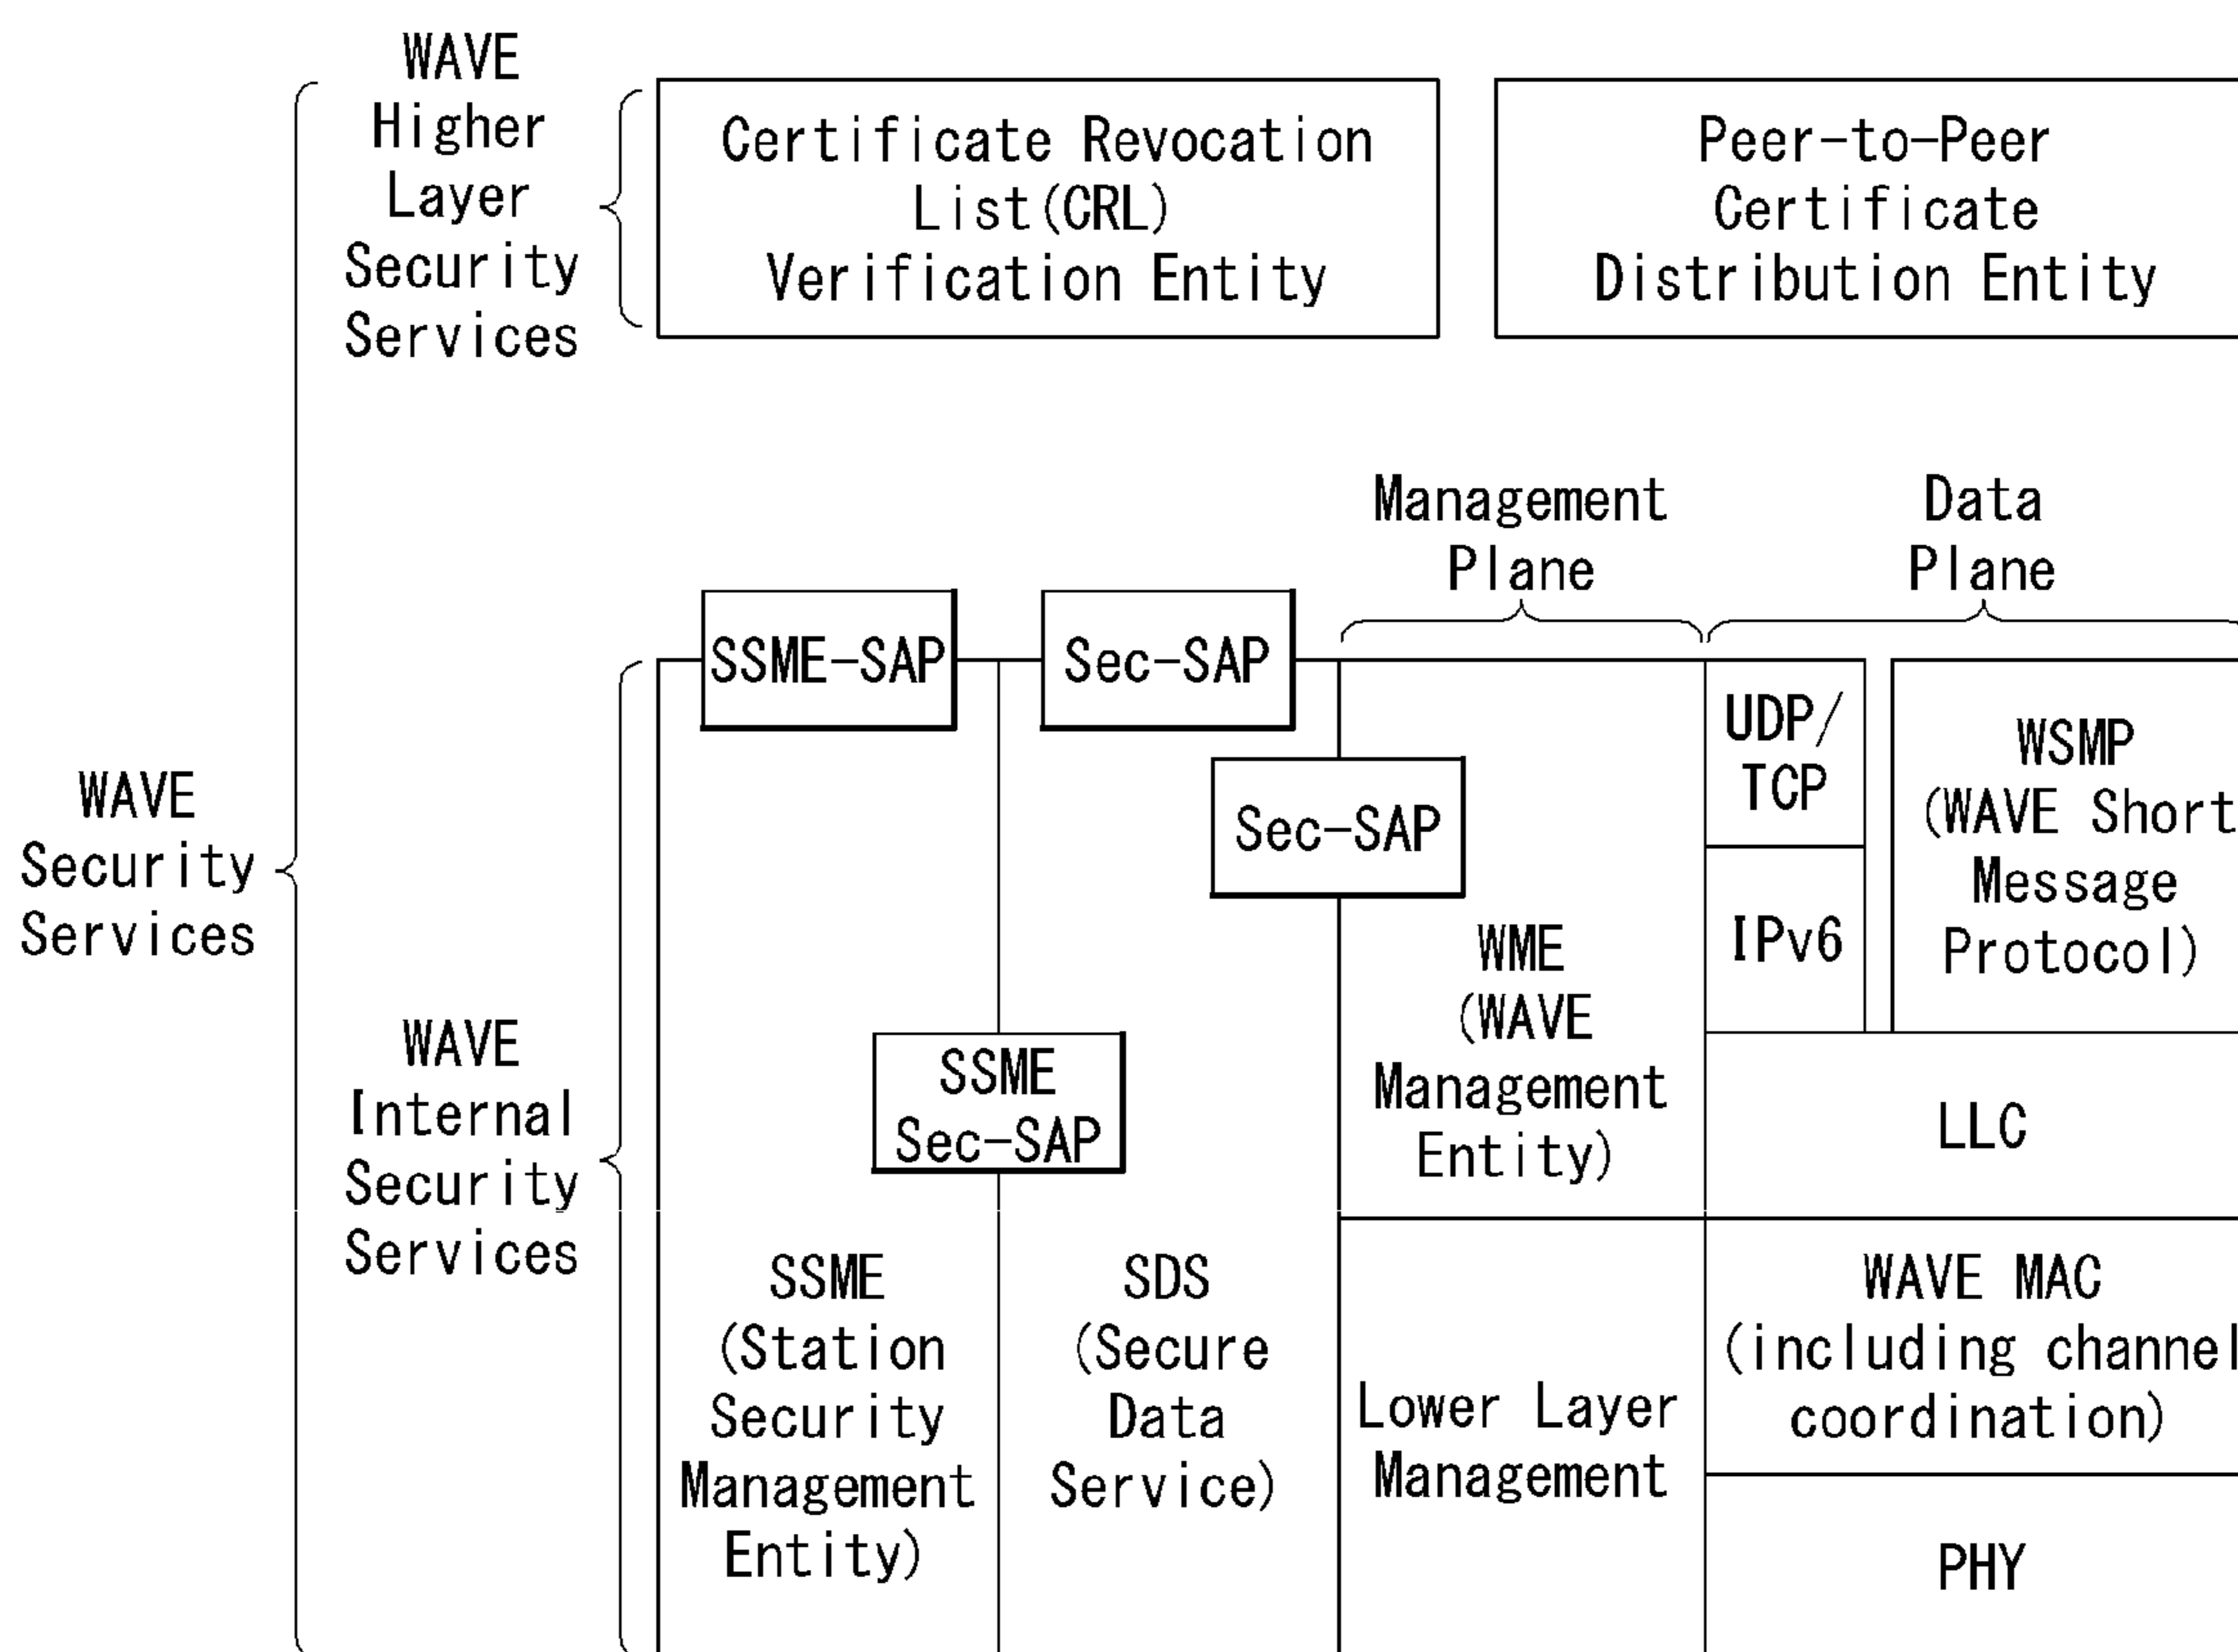 WAVE
Higher
Layer
Security
Services
Certificate Revocation
List(CRL)
Verification Entity
Peer-to-Peer
Certificate
Distribution Entity
Management
Plane
Data
Plane
WAVE
Security
Services
WAVE
Internal
Security
Services
SSME-SAP
Sec-SAP
Sec-SAP
SSME
Sec-SAP
SSME
(Station
Security
Management
Entity)
SDS
(Secure
Data
Service)
WME
(WAVE
Management
Entity)
Lower Layer
Management
UDP/
TCP
IPv6
WSMP
(WAVE Short
Message
Protocol)
LLC
WAVE MAC
(including channel
coordination)
PHY